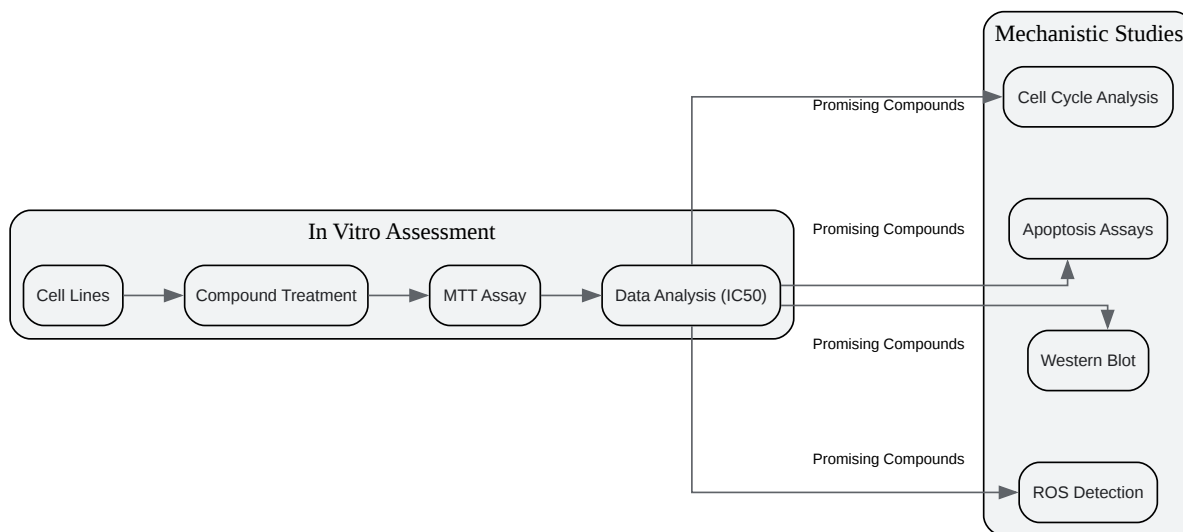 Mechanistic Studies
Cell Cycle Analysis
Promising Compounds
Promising Compounds
Apoptosis Assays
In Vitro Assessment
Cell Lines
Compound Treatment
MTT Assay
Data Analysis (IC50)
Promising Compounds
Western Blot
Promising Compounds
ROS Detection